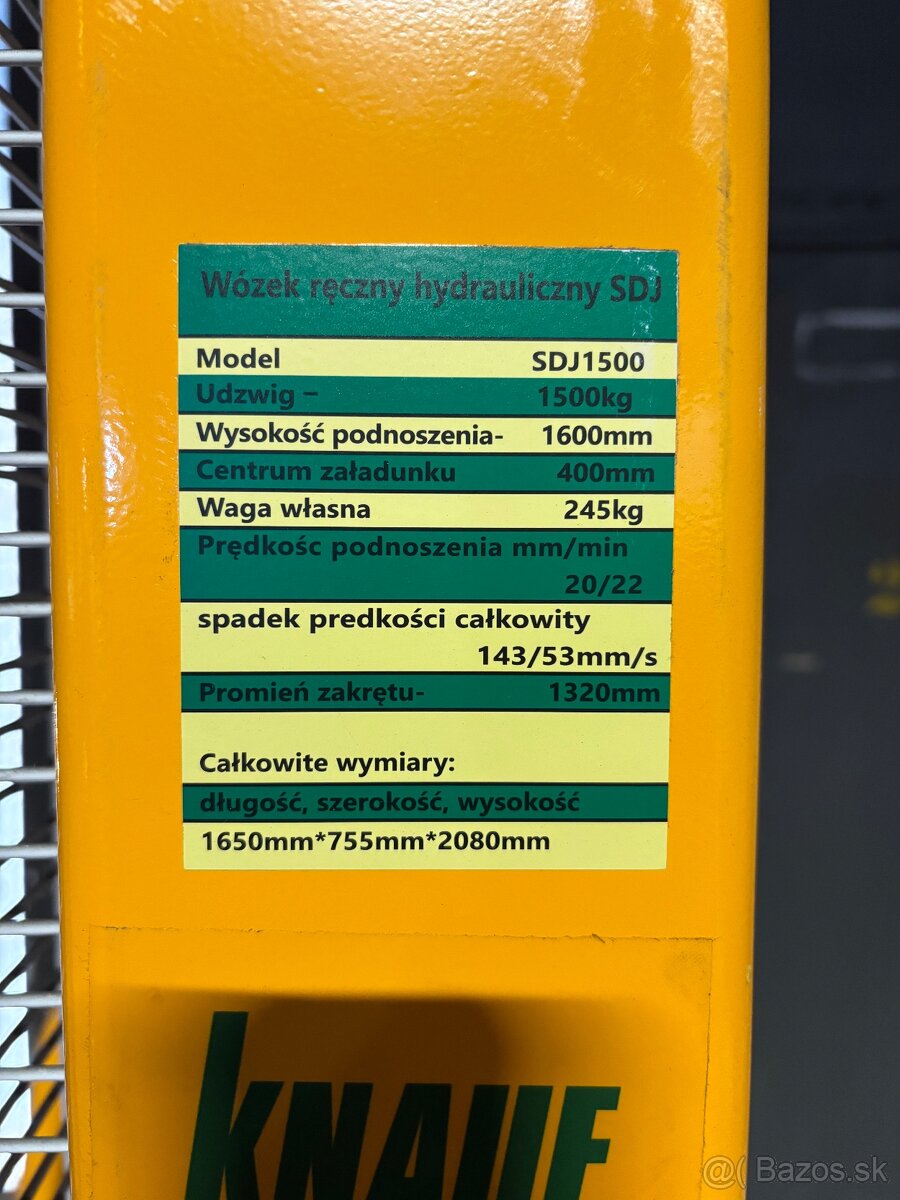 Wózek ręczny hydrauliczny SDJ
Model SDJ1500
Udzwig – 1500kg
Wysokość podnoszenia- 1600mm
Centrum załadunku 400mm
Waga własna 245kg
Prędkośc podnoszenia mm/min
20/22
spadek predkości całkowity
143/53mm/s
Promień zakrętu- 1320mm
Całkowite wymiary:
długość, szerokość, wysokość
1650mm*755mm*2080mm
KNAUF
@( Bazos.sk